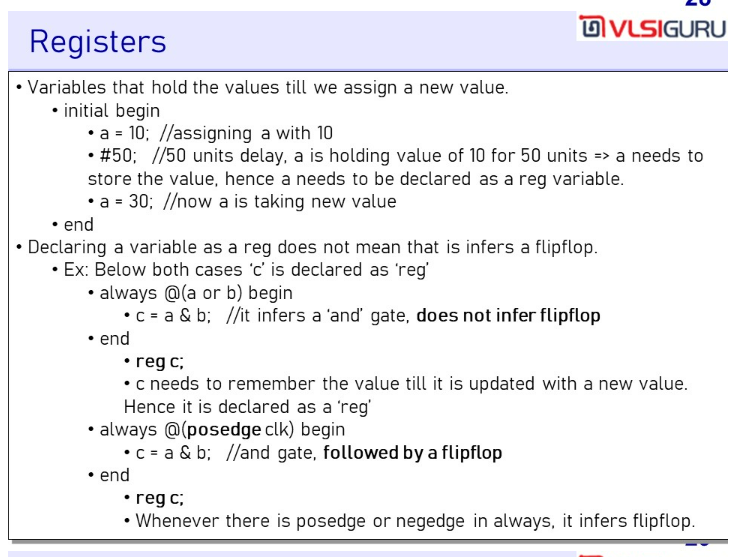 Registers
VLSIGURU
• Variables that hold the values till we assign a new value.
• initial begin
• a = 10; //assigning a with 10
• #50; //50 units delay, a is holding value of 10 for 50 units => a needs to
store the value, hence a needs to be declared as a reg variable.
• a = 30; //now a is taking new value
• end
• Declaring a variable as a reg does not mean that is infers a flipflop.
• Ex: Below both cases ‘c’ is declared as ‘reg’
• always @(a or b) begin
• c = a & b; //it infers a ‘and’ gate, does not infer flipflop
• end
• reg c;
• c needs to remember the value till it is updated with a new value.
Hence it is declared as a ‘reg’
• always @(posedge clk) begin
• c = a & b; //and gate, followed by a flipflop
• end
• reg c;
• Whenever there is posedge or negedge in always, it infers flipflop.